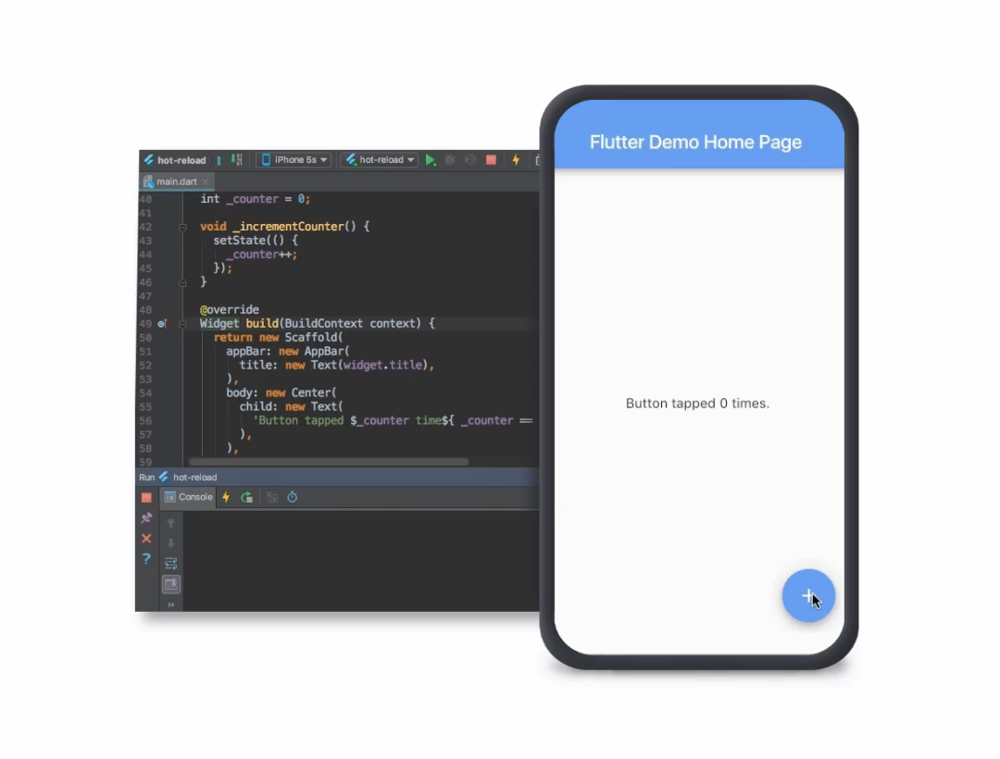 hot-reload
iPhone 5s
hot-reload
main.dart
40 int _counter = 0;
41
42 void _incrementCounter() {
43 setState(() {
44 _counter++;
45 });
46 }
47
48 @override
49 Widget build(BuildContext context) {
50 return new Scaffold(
51 appBar: new AppBar(
52 title: new Text(widget.title),
53 ),
54 body: new Center(
55 child: new Text(
56 'Button tapped $_counter time${ _counter ==
57 ),
58 ),
59
Run hot-reload
Console
?
Flutter Demo Home Page
Button tapped 0 times.
+